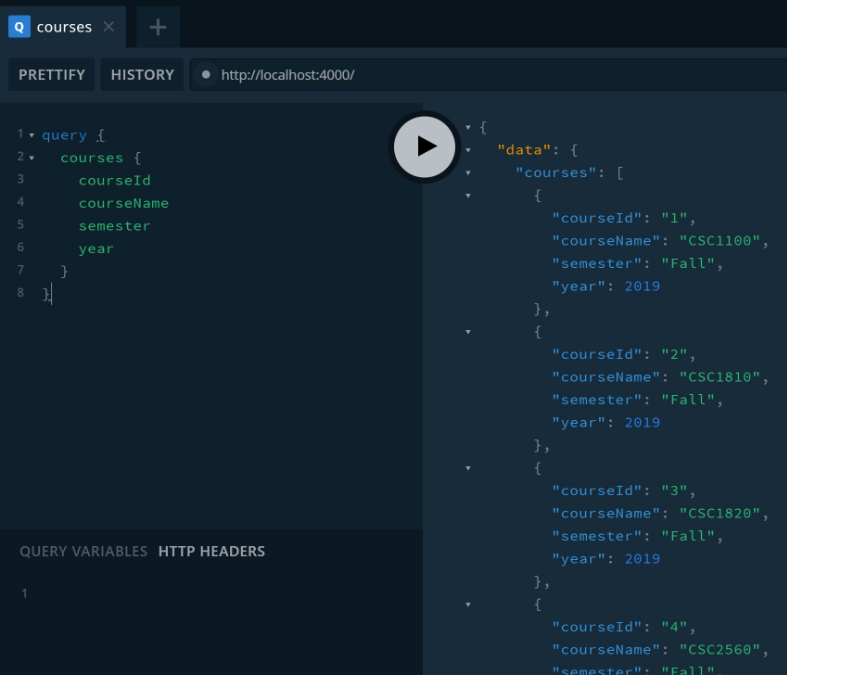 Q courses
PRETTIFY HISTORY http://localhost:4000/
1 query {
2 courses {
3 courseId
4 courseName
5 semester
6 year
7 }
8 }
QUERY VARIABLES HTTP HEADERS
1
{
"data": {
"courses": [
{
"courseId": "1",
"courseName": "CSC1100",
"semester": "Fall",
"year": 2019
},
{
"courseId": "2",
"courseName": "CSC1810",
"semester": "Fall",
"year": 2019
},
{
"courseId": "3",
"courseName": "CSC1820",
"semester": "Fall",
"year": 2019
},
{
"courseId": "4",
"courseName": "CSC2560",
"semester": "Fall",